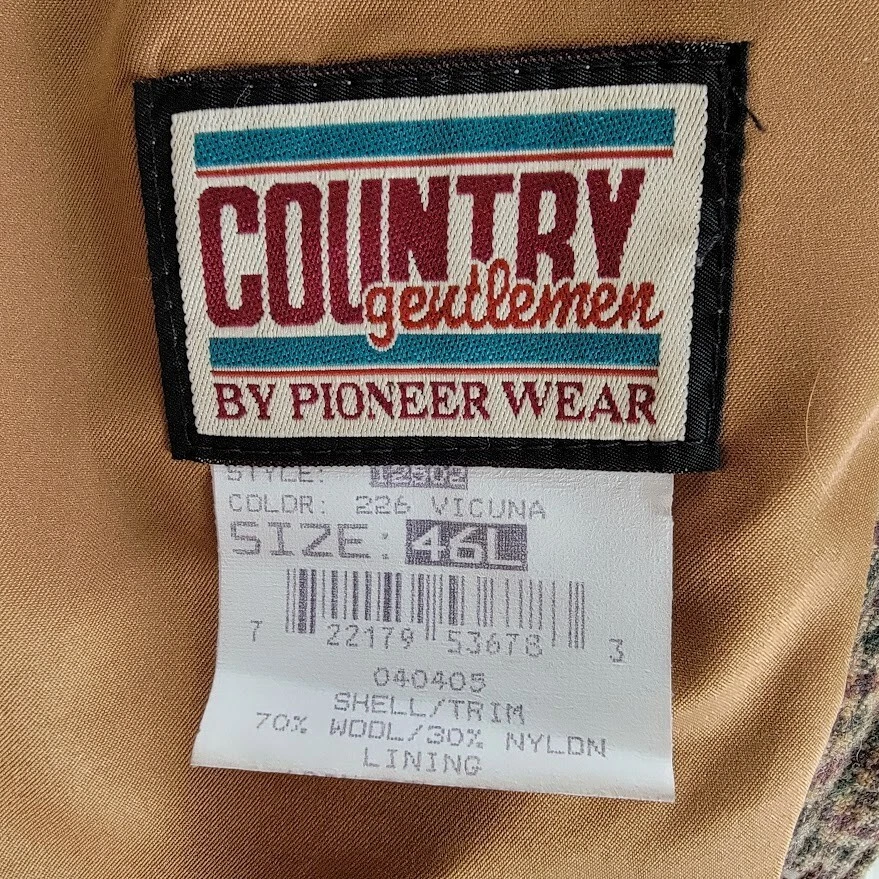 COUNTRY
gentlemen
BY PIONEER WEAR
STYLE:
COLOR: 226 VICUNA
SIZE: 46L
7 22179 53678 3
040405
SHELL/TRIM
70% WOOL/30% NYLON
LINING